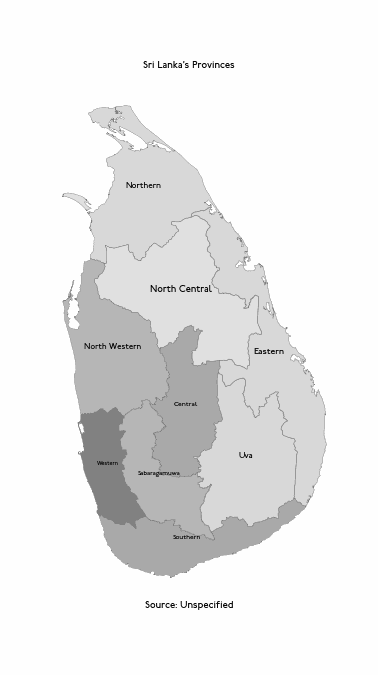 Sri Lanka's Provinces
Northern
North Central
North Western
Eastern
Central
Uva
Western
Sabaragamuwa
Southern
Source: Unspecified